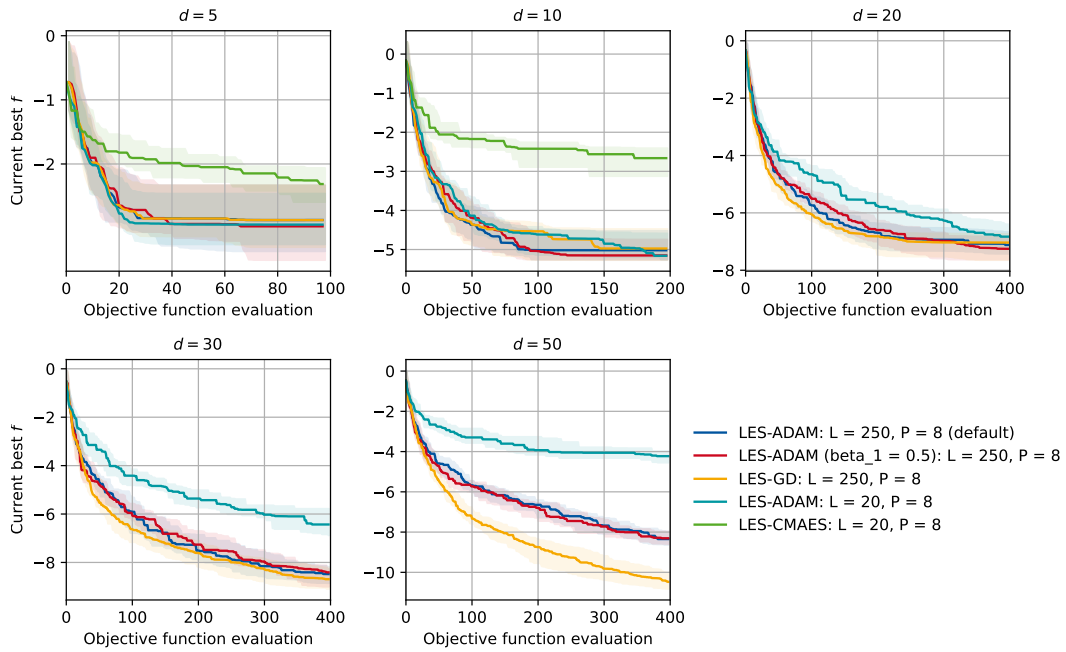 d = 5
d = 10
d = 20
Current best f
0
−1
−2
0 20 40 60 80 100
Objective function evaluation
0
−1
−2
−3
−4
−5
0 50 100 150 200
Objective function evaluation
0
−2
−4
−6
−8
0 100 200 300 400
Objective function evaluation
d = 30
d = 50
Current best f
0
−2
−4
−6
−8
0 100 200 300 400
Objective function evaluation
0
−2
−4
−6
−8
−10
0 100 200 300 400
Objective function evaluation
LES-ADAM: L = 250, P = 8 (default)
LES-ADAM (beta_1 = 0.5): L = 250, P = 8
LES-GD: L = 250, P = 8
LES-ADAM: L = 20, P = 8
LES-CMAES: L = 20, P = 8